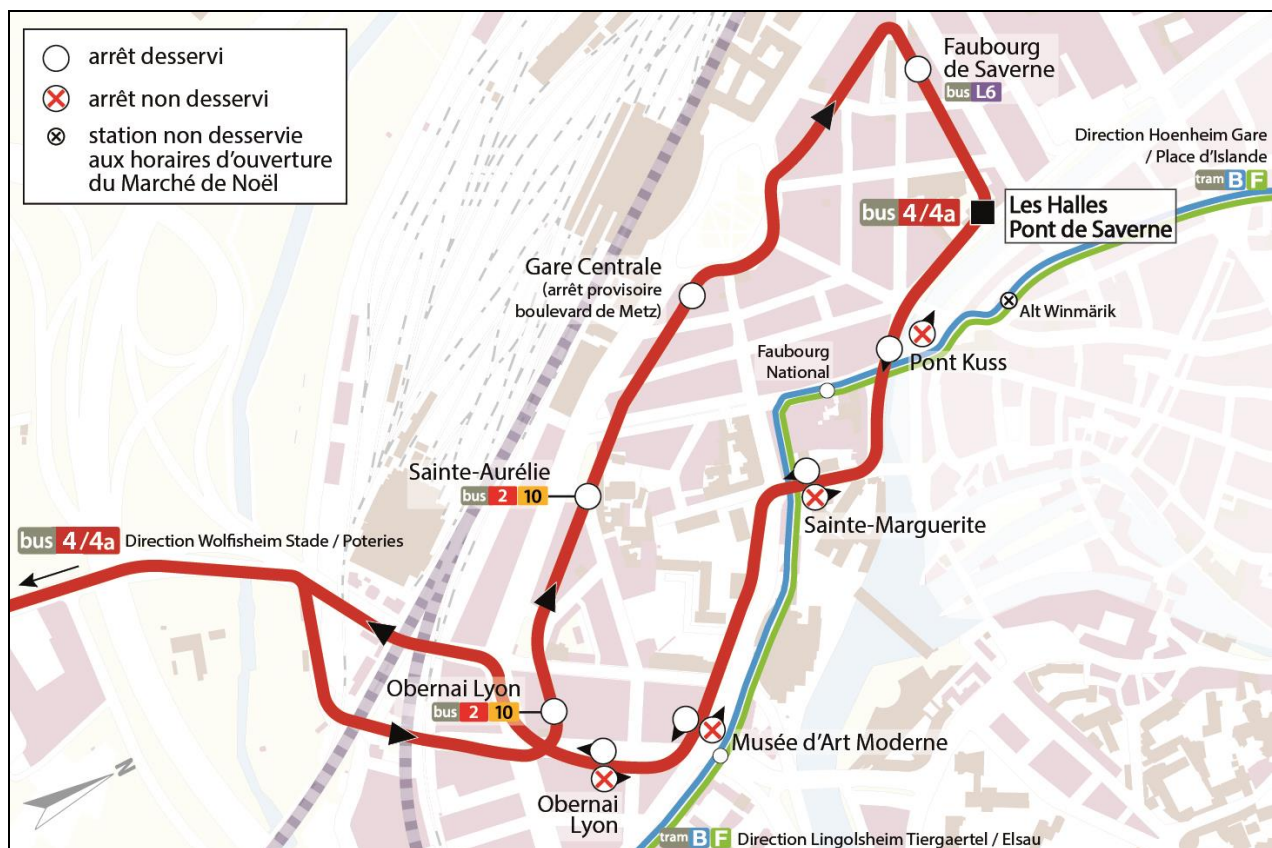 arrêt desservi
arrêt non desservi
station non desservie
aux horaires d'ouverture
du Marché de Noël
Faubourg
de Saverne
bus L6
Direction Hoenheim Gare
/ Place d'Islande
tram B F
bus 4/4a
Les Halles
Pont de Saverne
Gare Centrale
(arrêt provisoire
boulevard de Metz)
Alt Winmärik
Faubourg
National
Pont Kuss
Sainte-Aurélie
bus 2 10
Sainte-Marguerite
bus 4/4a Direction Wolfisheim Stade / Poteries
Obernai Lyon
bus 2 10
Musée d'Art Moderne
Obernai
Lyon
N
tram B F Direction Lingolsheim Tiergaertel / Elsau